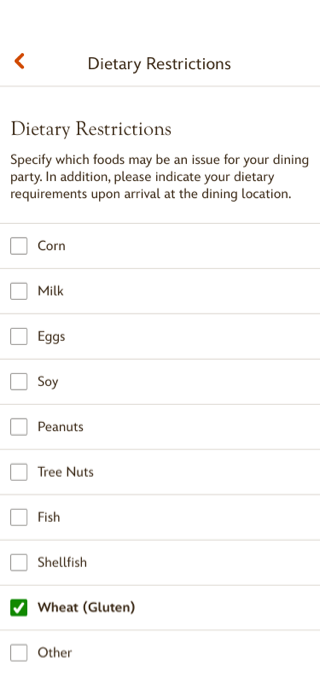 Dietary Restrictions
Dietary Restrictions
Specify which foods may be an issue for your dining
party. In addition, please indicate your dietary
requirements upon arrival at the dining location.
Corn
Milk
Eggs
Soy
Peanuts
Tree Nuts
Fish
Shellfish
Wheat (Gluten)
Other